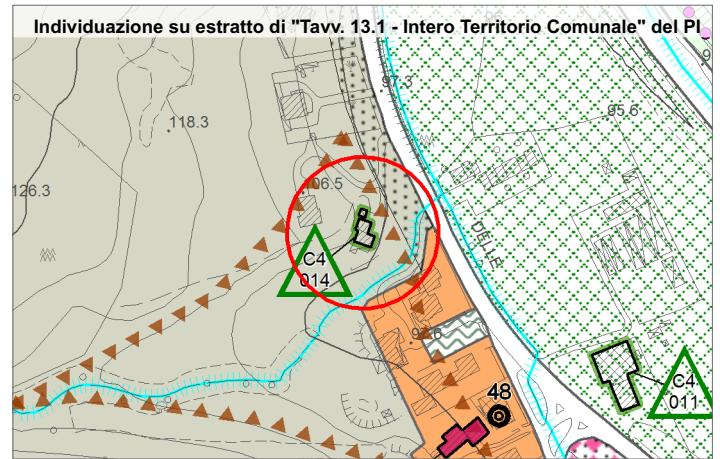 Individuazione su estratto di "Tavv. 13.1 - Intero Territorio Comunale" del PI
97.3
95.6
118.3
106.5
126.3
DELLE
C4
014
97.6
C4
011
48